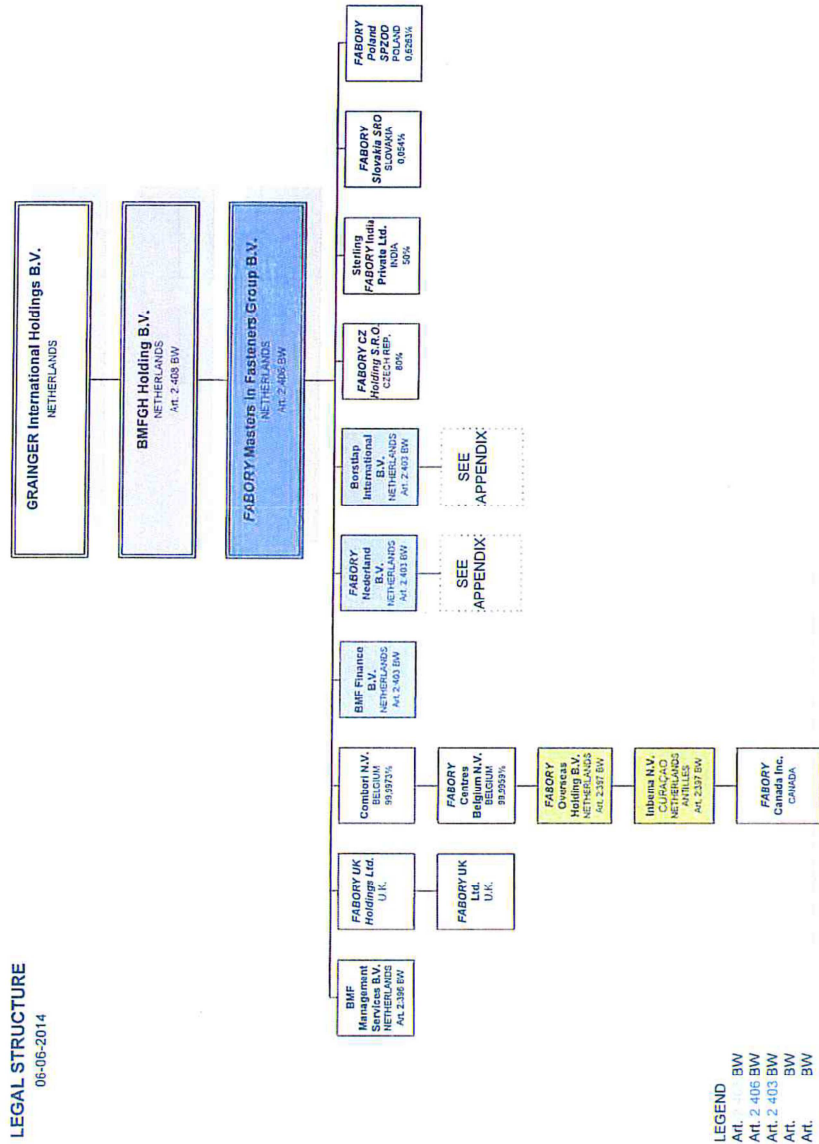 LEGAL STRUCTURE
06-06-2014
GRAINGER International Holdings B.V.
NETHERLANDS
BMFGH Holding B.V.
NETHERLANDS
Art. 2:408 BW
FABORY Masters in Fasteners Group B.V.
NETHERLANDS
Art. 2:406 BW
BMF
Management
Services B.V.
NETHERLANDS
Art. 2:396 BW
FABORY UK
Holdings Ltd.
U.K.
FABORY UK
Ltd.
U.K.
Combori N.V.
BELGIUM
99,9973%
FABORY
Centres
Belgium N.V.
BELGIUM
99,9959%
FABORY
Overseas
Holding B.V.
NETHERLANDS
Art. 2:397 BW
Inbema N.V.
CURAÇAO
NETHERLANDS
ANTILLES
Art. 2:397 BW
FABORY
Canada Inc.
CANADA
BMF Finance
B.V.
NETHERLANDS
Art. 2:403 BW
FABORY
Nederland
B.V.
NETHERLANDS
Art. 2:403 BW
SEE
APPENDIX
Borstlap
International
B.V.
NETHERLANDS
Art. 2:403 BW
SEE
APPENDIX
FABORY CZ
Holding S.R.O.
CZECH REP.
80%
Sterling
FABORY India
Private Ltd.
INDIA
50%
FABORY
Slovakia SRO
SLOVAKIA
0,054%
FABORY
Poland
SPZOO
POLAND
0,6263%
LEGEND
Art. BW
Art. 2 406 BW
Art. 2 403 BW
Art. BW
Art. BW